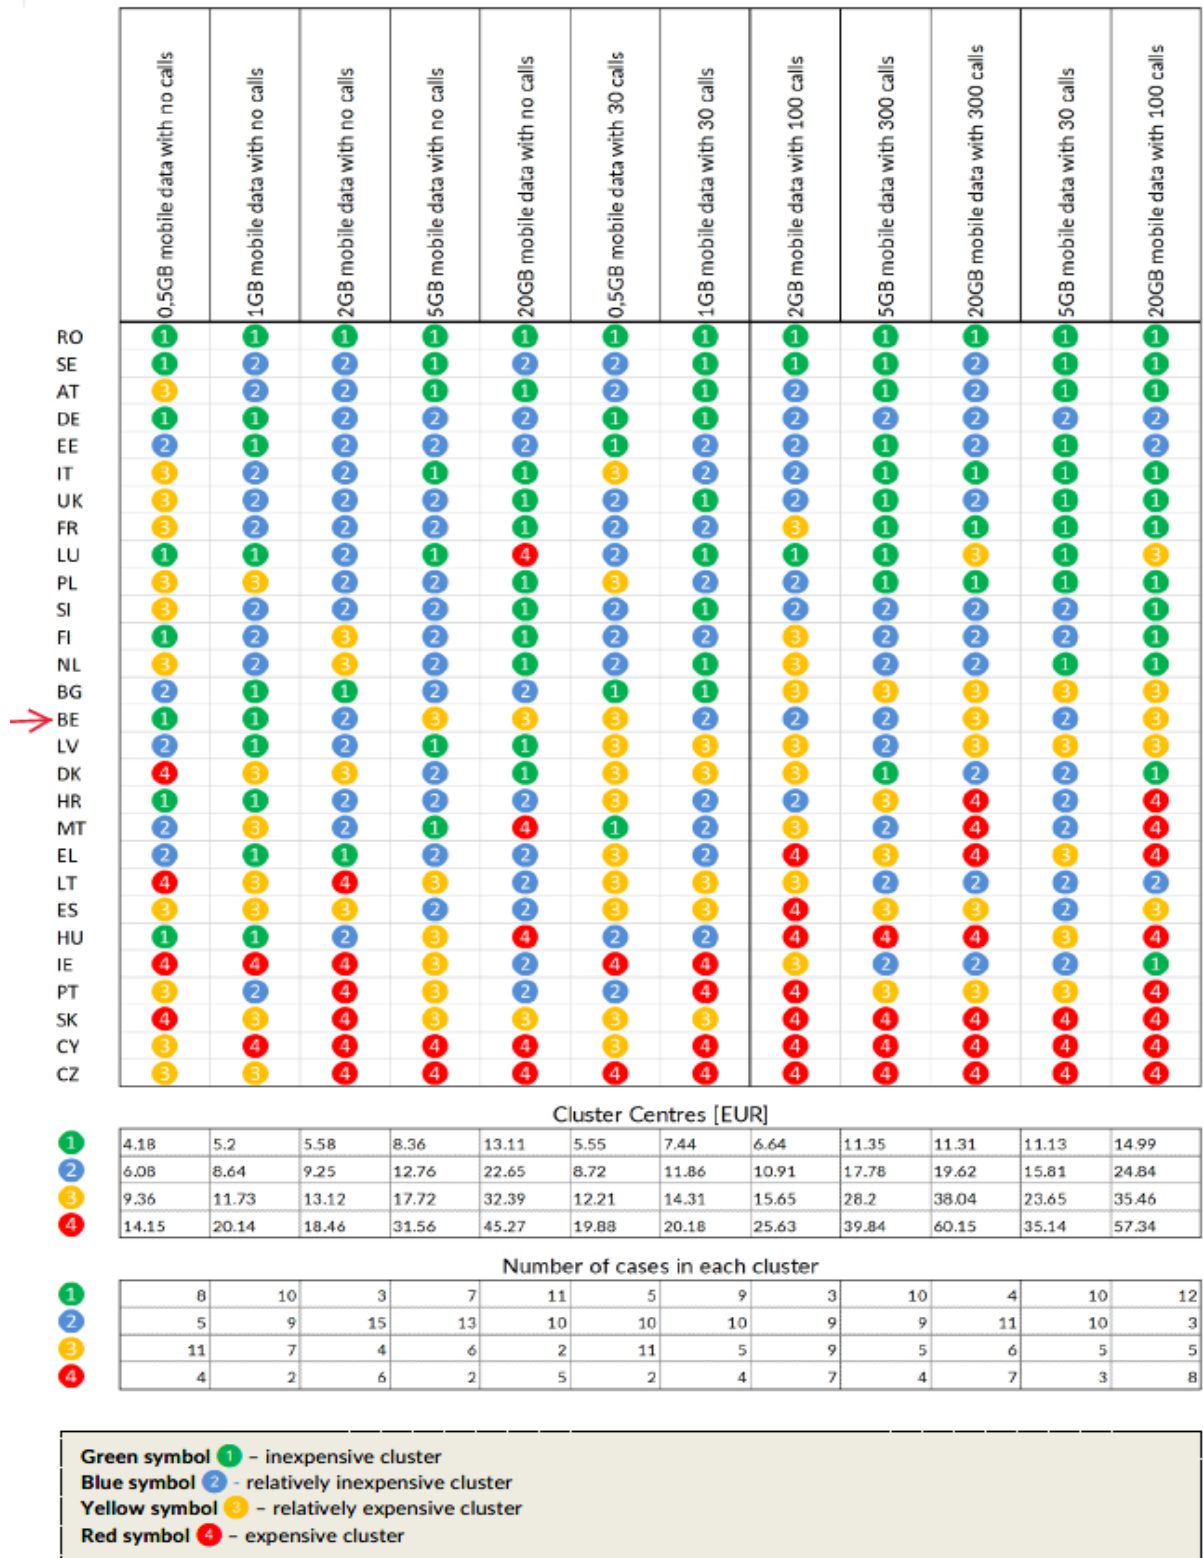 0,5GB mobile data with no calls
1GB mobile data with no calls
2GB mobile data with no calls
5GB mobile data with no calls
20GB mobile data with no calls
0,5GB mobile data with 30 calls
1GB mobile data with 30 calls
2GB mobile data with 100 calls
5GB mobile data with 300 calls
20GB mobile data with 300 calls
5GB mobile data with 30 calls
20GB mobile data with 100 calls
RO 1 1 1 1 1 1 1 1 1 1 1 1
SE 1 2 2 1 2 2 1 1 1 2 1 1
AT 3 2 2 1 1 2 1 2 1 2 1 1
DE 1 1 2 2 2 1 1 2 2 2 2 2
EE 2 1 2 2 2 1 2 2 1 2 1 2
IT 3 2 2 1 1 3 2 2 1 1 1 1
UK 3 2 2 2 1 2 1 2 1 2 1 1
FR 3 2 2 2 1 2 2 3 1 1 1 1
LU 1 1 2 1 4 2 1 1 1 3 1 3
PL 3 3 2 2 1 3 2 2 1 1 1 1
SI 3 2 2 2 1 2 1 2 2 2 2 1
FI 1 2 3 2 1 2 2 3 2 2 2 1
NL 3 2 3 2 1 2 1 3 2 2 1 1
BG 2 1 1 2 2 1 1 3 3 3 3 3
BE 1 1 2 3 3 3 2 2 2 3 2 3
LV 2 1 2 1 1 3 3 3 2 3 3 3
DK 4 3 3 2 1 3 3 3 1 2 2 1
HR 1 1 2 2 2 3 2 2 3 4 2 4
MT 2 3 2 1 4 1 2 3 2 4 2 4
EL 2 1 1 2 2 3 2 4 3 4 3 4
LT 4 3 4 3 2 3 3 3 2 2 2 2
ES 3 3 3 2 2 3 3 4 3 3 2 3
HU 1 1 2 3 4 2 2 4 4 4 3 4
IE 4 4 4 3 2 4 4 3 2 2 2 1
PT 3 2 4 3 2 2 4 4 3 3 3 4
SK 4 3 4 3 3 3 3 4 4 4 4 4
CY 3 4 4 4 4 3 4 4 4 4 4 4
CZ 3 3 4 4 4 4 4 4 4 4 4 4
Cluster Centres [EUR]
1 4.18 5.2 5.58 8.36 13.11 5.55 7.44 6.64 11.35 11.31 11.13 14.99
2 6.08 8.64 9.25 12.76 22.65 8.72 11.86 10.91 17.78 19.62 15.81 24.84
3 9.36 11.73 13.12 17.72 32.39 12.21 14.31 15.65 28.2 38.04 23.65 35.46
4 14.15 20.14 18.46 31.56 45.27 19.88 20.18 25.63 39.84 60.15 35.14 57.34
Number of cases in each cluster
1 8 10 3 7 11 5 9 3 10 4 10 12
2 5 9 15 13 10 10 10 9 9 11 10 3
3 11 7 4 6 2 11 5 9 5 6 5 5
4 4 2 6 2 5 2 4 7 4 7 3 8
Green symbol 1 – inexpensive cluster
Blue symbol 2 - relatively inexpensive cluster
Yellow symbol 3 – relatively expensive cluster
Red symbol 4 – expensive cluster